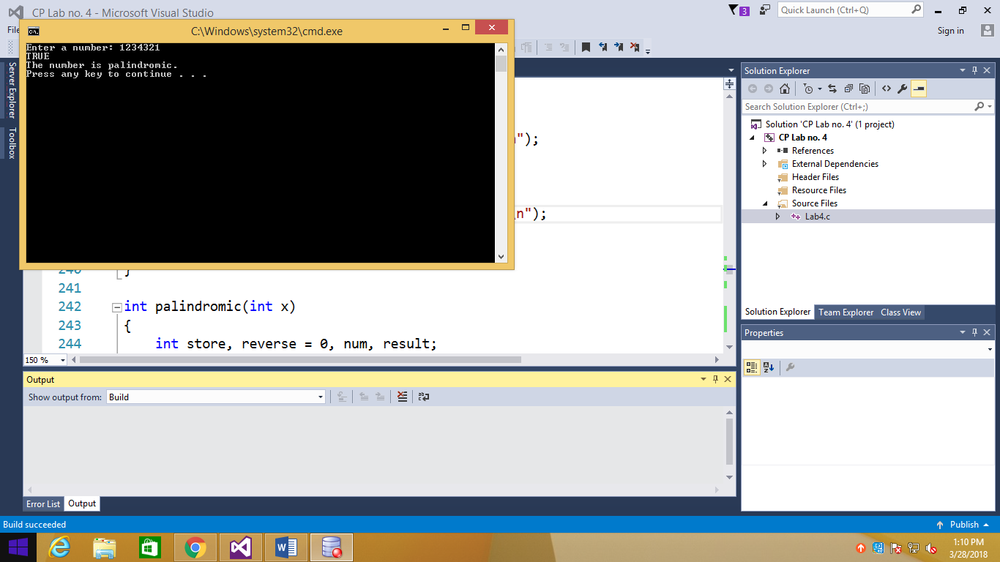 CP Lab no. 4 - Microsoft Visual Studio
3
Quick Launch (Ctrl+Q)
Sign in
C:\Windows\system32\cmd.exe
Enter a number: 1234321
TRUE
The number is palindromic.
Press any key to continue . . .
Server Explorer
Toolbox
");
\n");
}
241
242 int palindromic(int x)
243 {
244 int store, reverse = 0, num, result;
150 %
Solution Explorer
Search Solution Explorer (Ctrl+;)
Solution 'CP Lab no. 4' (1 project)
CP Lab no. 4
References
External Dependencies
Header Files
Resource Files
Source Files
Lab4.c
Solution Explorer Team Explorer Class View
Properties
Output
Show output from: Build
Error List Output
Build succeeded
Publish
1:10 PM
3/28/2018